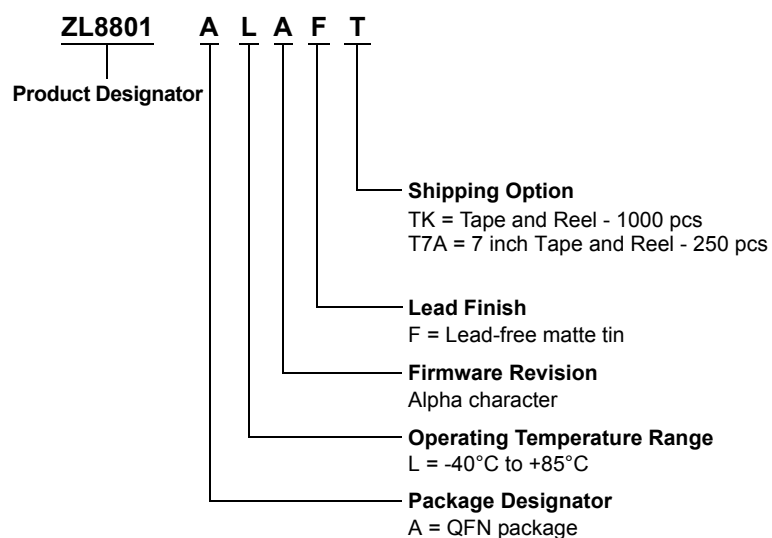 ZL8801 A L A F T
Product Designator
Shipping Option
TK = Tape and Reel - 1000 pcs
T7A = 7 inch Tape and Reel - 250 pcs
Lead Finish
F = Lead-free matte tin
Firmware Revision
Alpha character
Operating Temperature Range
L = -40°C to +85°C
Package Designator
A = QFN package